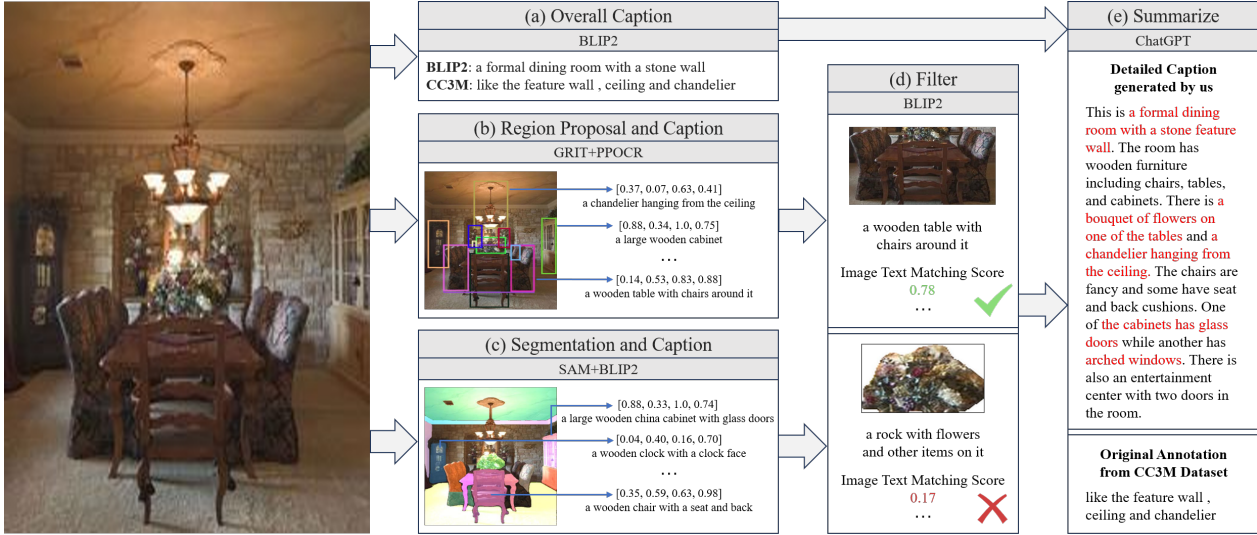 (a) Overall Caption
BLIP2
BLIP2: a formal dining room with a stone wall
CC3M: like the feature wall , ceiling and chandelier
(b) Region Proposal and Caption
GRIT+PPOCR
[0.37, 0.07, 0.63, 0.41]
a chandelier hanging from the ceiling
[0.88, 0.34, 1.0, 0.75]
a large wooden cabinet
...
[0.14, 0.53, 0.83, 0.88]
a wooden table with chairs around it
(c) Segmentation and Caption
SAM+BLIP2
[0.88, 0.33, 1.0, 0.74]
a large wooden china cabinet with glass doors
[0.04, 0.40, 0.16, 0.70]
a wooden clock with a clock face
...
[0.35, 0.59, 0.63, 0.98]
a wooden chair with a seat and back
(d) Filter
BLIP2
a wooden table with
chairs around it
Image Text Matching Score
0.78
...
a rock with flowers
and other items on it
Image Text Matching Score
0.17
...
(e) Summarize
ChatGPT
Detailed Caption
generated by us
This is a formal dining
room with a stone feature
wall. The room has
wooden furniture
including chairs, tables,
and cabinets. There is a
bouquet of flowers on
one of the tables and a
chandelier hanging from
the ceiling. The chairs are
fancy and some have seat
and back cushions. One
of the cabinets has glass
doors while another has
arched windows. There is
also an entertainment
center with two doors in
the room.
Original Annotation
from CC3M Dataset
like the feature wall ,
ceiling and chandelier